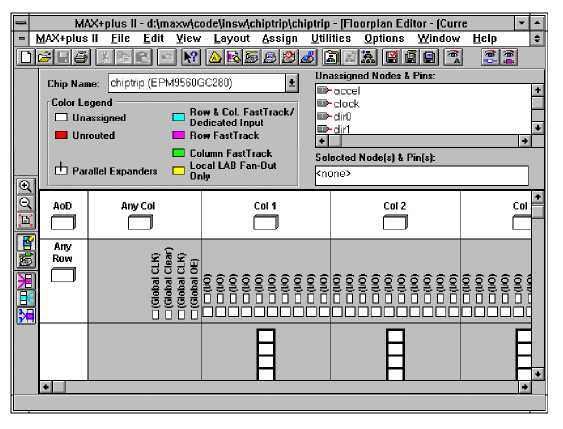 MAX+plus II - d:\maxw\code\insw\chiptrip\chiptrip - [Floorplan Editor - (Curre
MAX+plus II File Edit View Layout Assign Utilities Options Window Help
Chip Name: chiptrip (EPM9560GC280)
Color Legend
Unassigned
Row & Col. FastTrack/
Dedicated Input
Unrouted
Row FastTrack
Column FastTrack
Parallel Expanders
Local LAB Fan-Out
Only
Unassigned Nodes & Pins:
accel
clock
dir0
dir1
Selected Node(s) & Pin(s):
<none>
AoD Any Col Col 1 Col 2 Col
Any
Row
(Global CLK)
(Global Clear)
(Global CLK)
(Global OE)
(I/O) (I/O) (I/O) (I/O) (I/O) (I/O) (I/O) (I/O) (I/O) (I/O) (I/O) (I/O) (I/O) (I/O) (I/O) (I/O) (I/O) (I/O) (I/O) (I/O) (I/O) (I/O) (I/O) (I/O) (I/O)